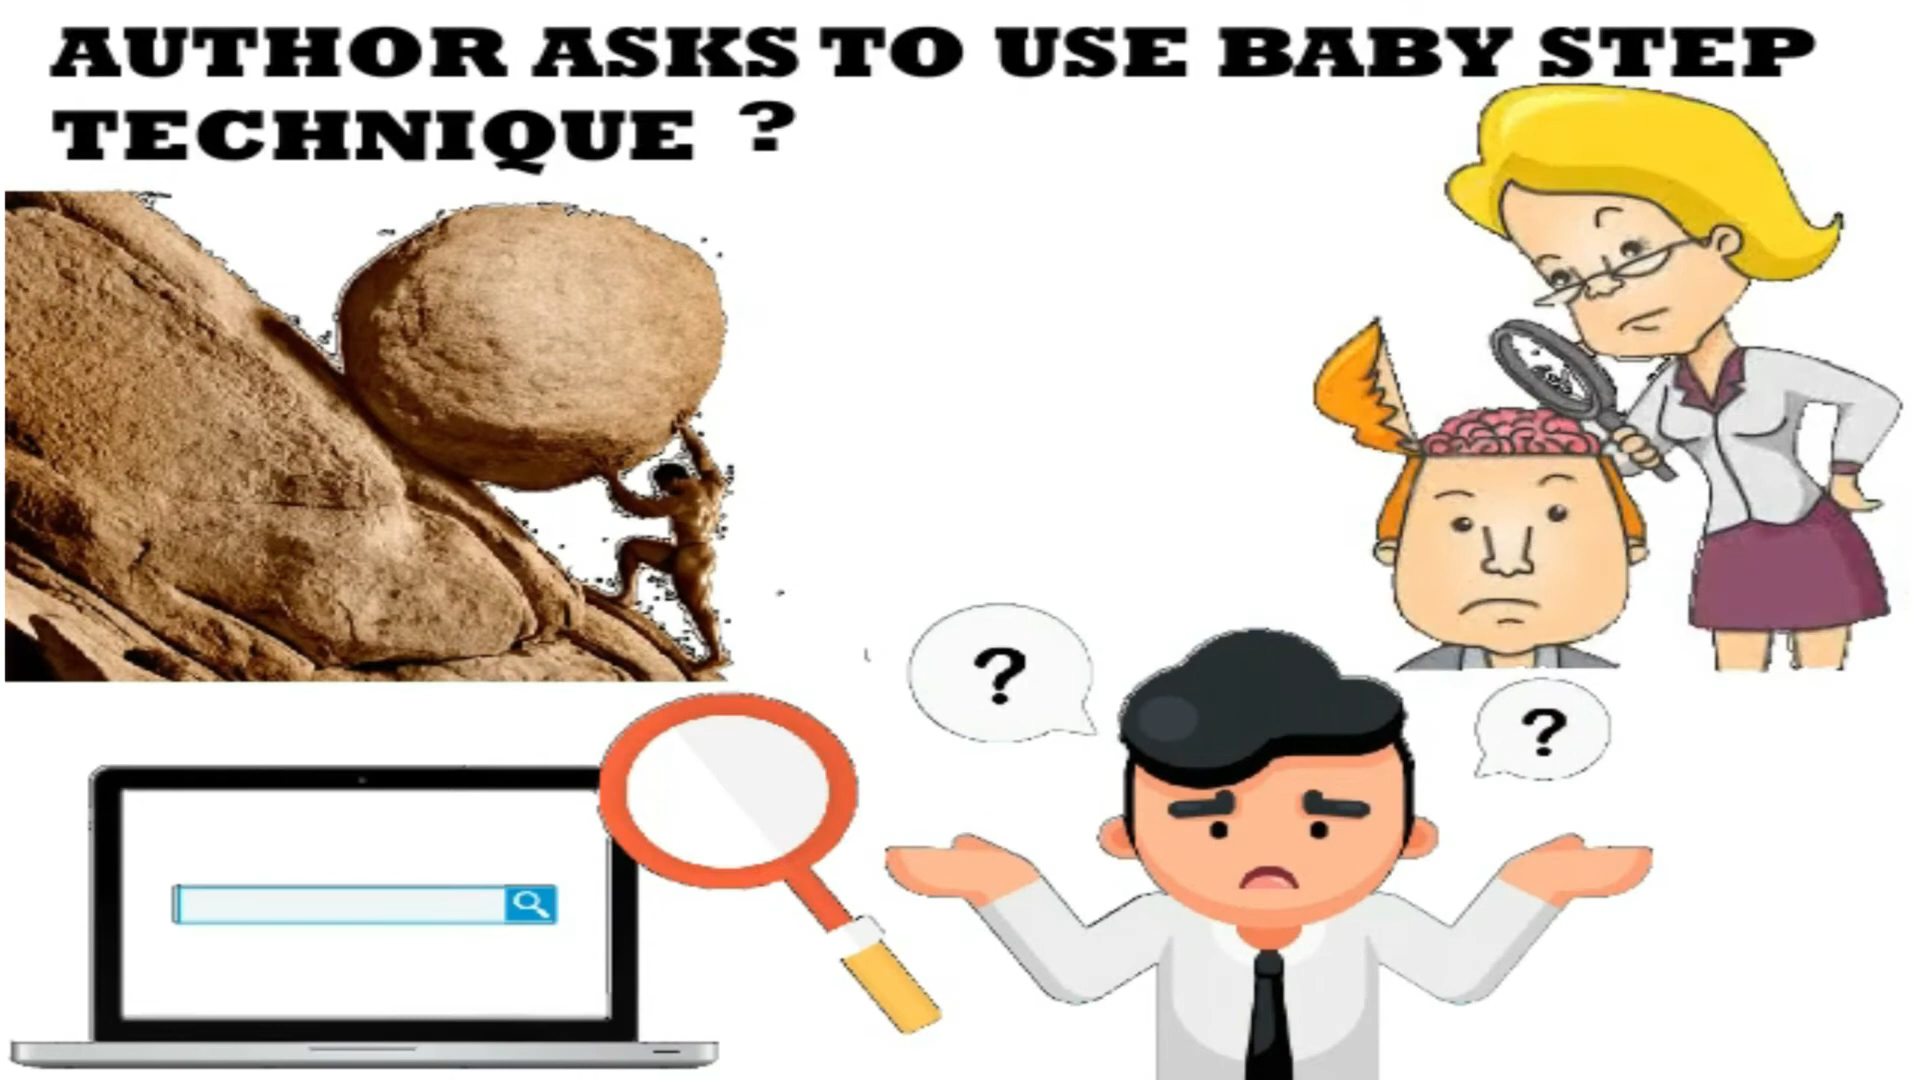 AUTHOR ASKS TO USE BABY STEP
TECHNIQUE ?
?
?